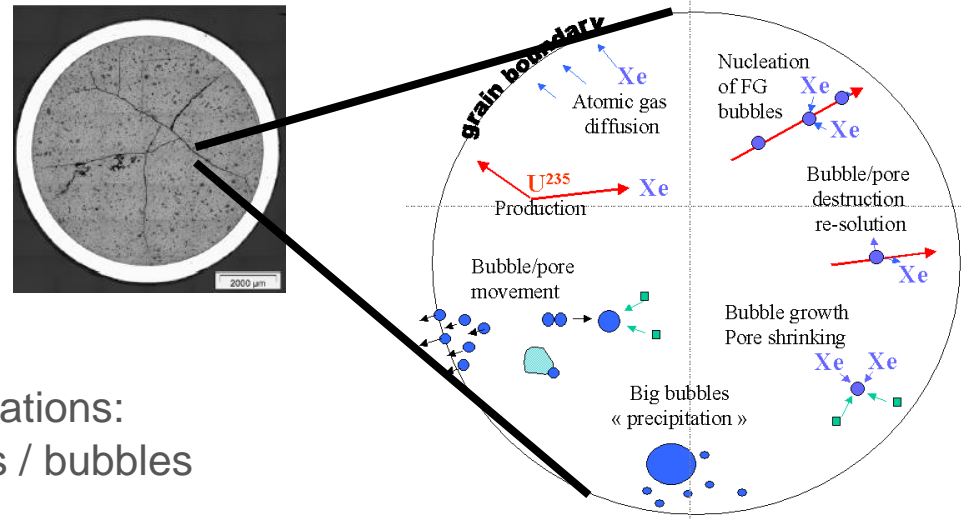 grain boundary
Xe
Atomic gas
diffusion
Nucleation
of FG
bubbles
Xe
Xe
U²³⁵
Xe
Production
Bubble/pore
destruction
re-solution
Xe
2000 µm
Bubble/pore
movement
Bubble growth
Pore shrinking
Xe Xe
Big bubbles
« precipitation »
ations:
s / bubbles